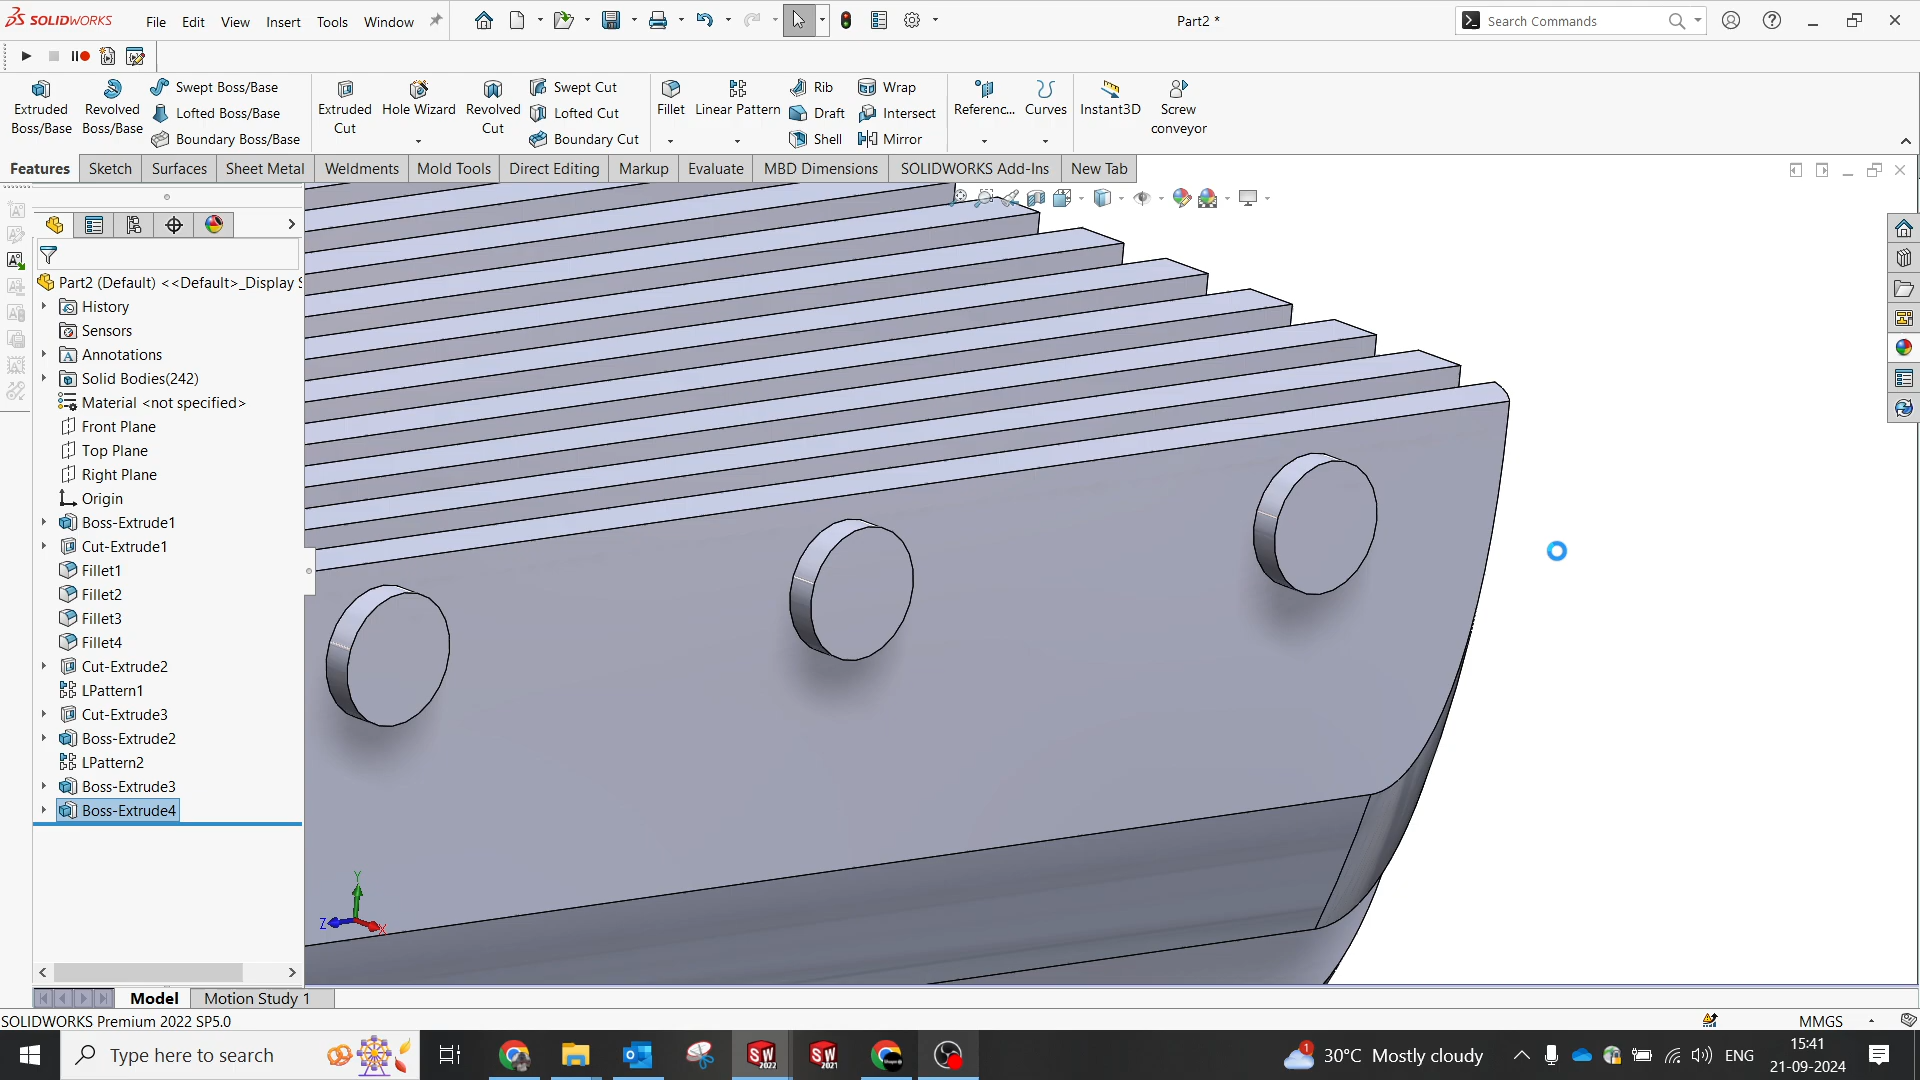 SOLIDWORKS
File Edit View Insert Tools Window
Part2 *
Search Commands
Extruded Boss/Base
Revolved Boss/Base
Swept Boss/Base
Lofted Boss/Base
Boundary Boss/Base
Extruded Cut
Hole Wizard
Revolved Cut
Swept Cut
Lofted Cut
Boundary Cut
Fillet
Linear Pattern
Rib
Draft
Shell
Wrap
Intersect
Mirror
Referenc...
Curves
Instant3D
Screw conveyor
Features Sketch Surfaces Sheet Metal Weldments Mold Tools Direct Editing Markup Evaluate MBD Dimensions SOLIDWORKS Add-Ins New Tab
Part2 (Default) <<Default>_Display S
History
Sensors
Annotations
Solid Bodies(242)
Material <not specified>
Front Plane
Top Plane
Right Plane
Origin
Boss-Extrude1
Cut-Extrude1
Fillet1
Fillet2
Fillet3
Fillet4
Cut-Extrude2
LPattern1
Cut-Extrude3
Boss-Extrude2
LPattern2
Boss-Extrude3
Boss-Extrude4
Y
Z
X
Model Motion Study 1
SOLIDWORKS Premium 2022 SP5.0
MMGS
Type here to search
SW 2022
SW 2021
1
30°C Mostly cloudy
ENG
15:41
21-09-2024